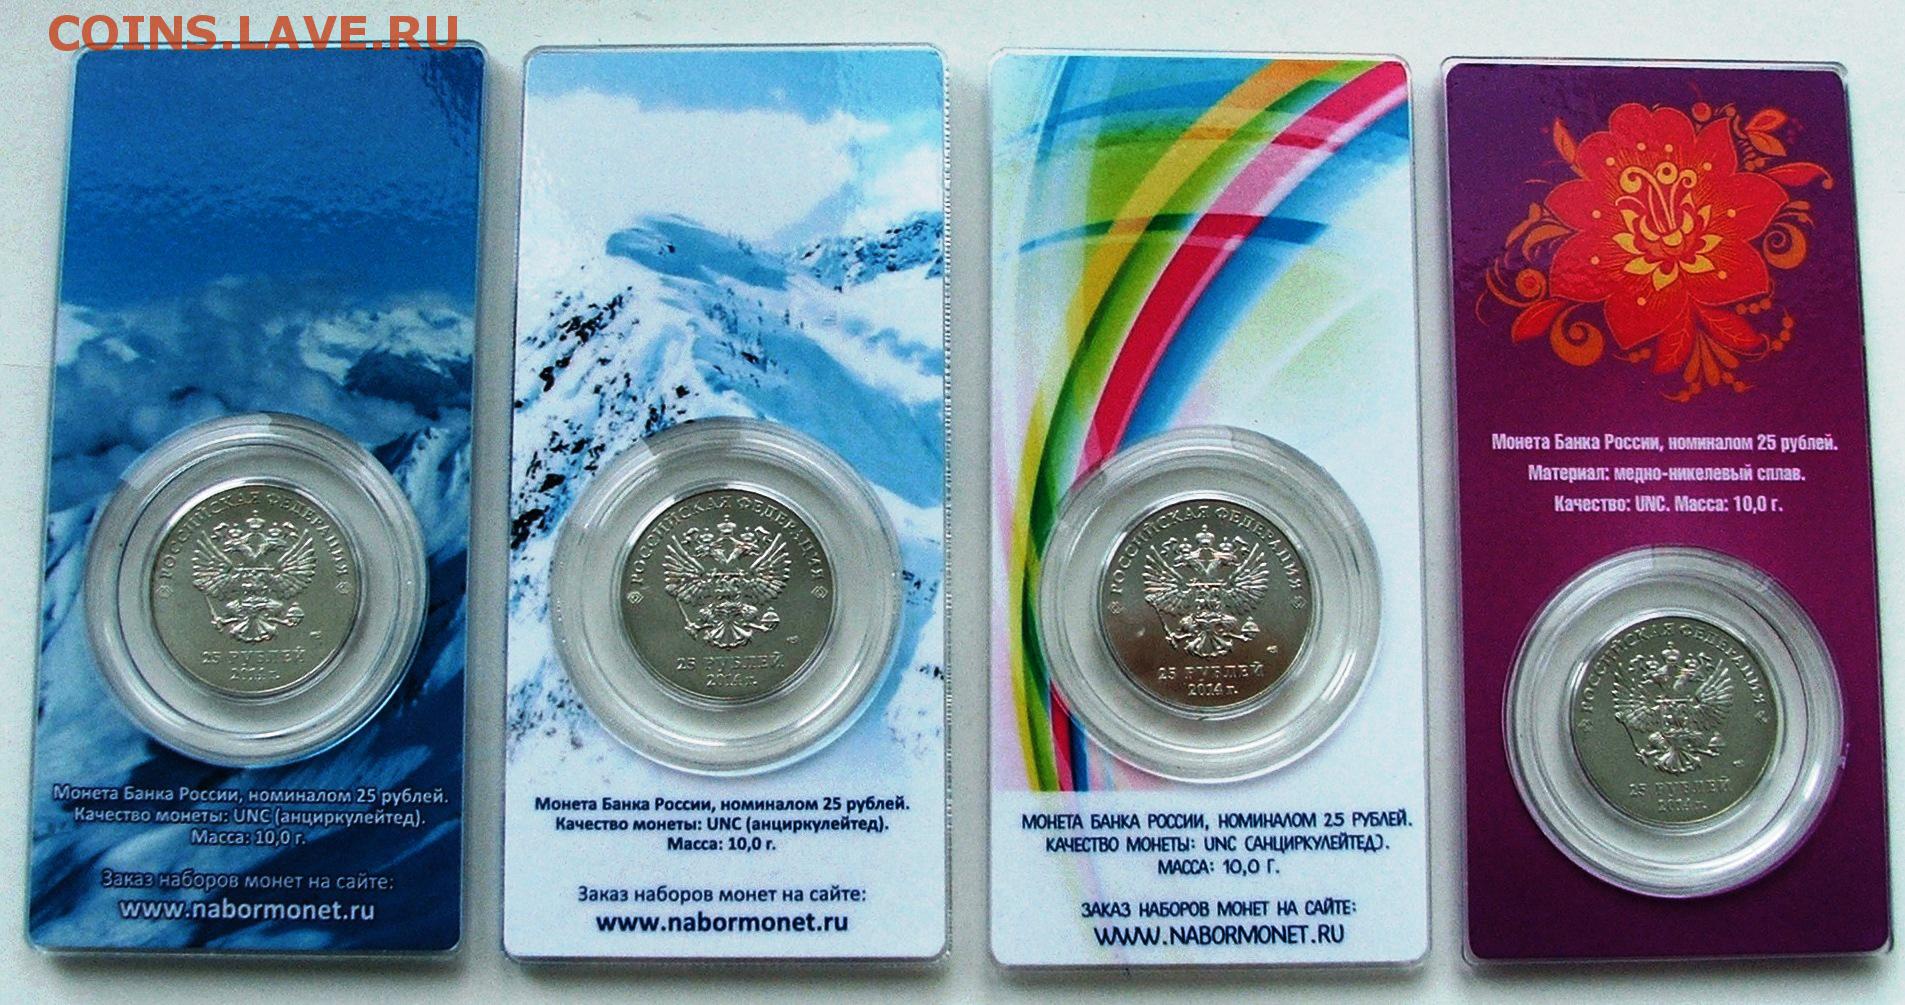 COINS.LAVE.RU
РОССИЙСКАЯ ФЕДЕРАЦИЯ
25 РУБЛЕЙ
Монета Банка России, номиналом 25 рублей.
Качество монеты: UNC (анциркулейтед).
Масса: 10,0 г.
Заказ наборов монет на сайте:
www.nabormonet.ru
РОССИЙСКАЯ ФЕДЕРАЦИЯ
25 РУБЛЕЙ
2014 г.
Монета Банка России, номиналом 25 рублей.
Качество монеты: UNC (анциркулейтед).
Масса: 10,0 г.
Заказ наборов монет на сайте:
www.nabormonet.ru
РОССИЙСКАЯ ФЕДЕРАЦИЯ
25 РУБЛЕЙ
2014 г.
МОНЕТА БАНКА РОССИИ, НОМИНАЛОМ 25 РУБЛЕЙ.
КАЧЕСТВО МОНЕТЫ: UNC (АНЦИРКУЛЕЙТЕД).
МАССА: 10,0 Г.
ЗАКАЗ НАБОРОВ МОНЕТ НА САЙТЕ:
WWW.NABORMONET.RU
Монета Банка России, номиналом 25 рублей.
Материал: медно-никелевый сплав.
Качество: UNC. Масса: 10,0 г.
РОССИЙСКАЯ ФЕДЕРАЦИЯ
25 РУБЛЕЙ
2014 г.